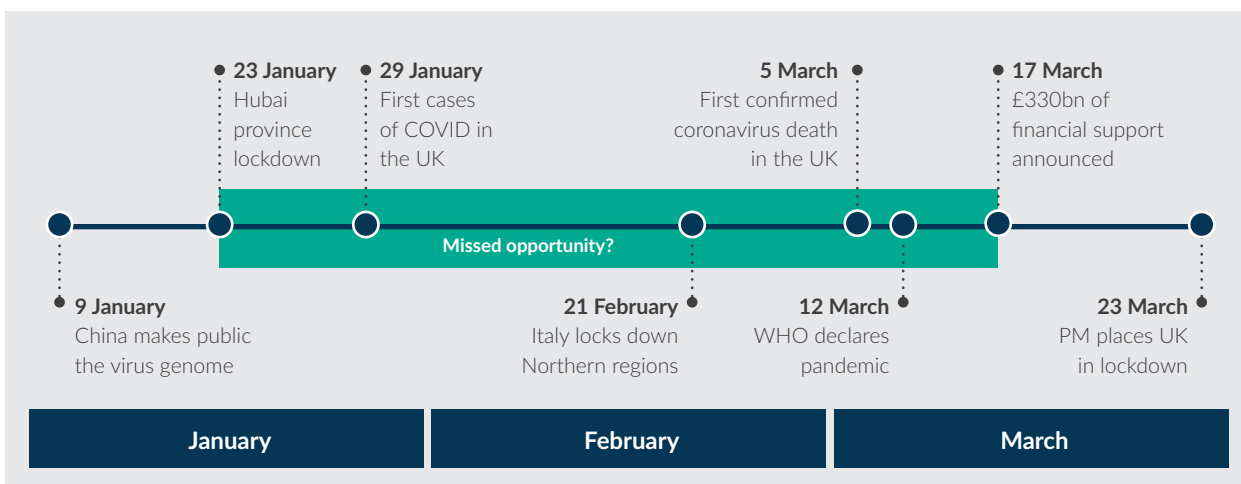 23 January
Hubai
province
lockdown
29 January
First cases
of COVID in
the UK
5 March
First confirmed
coronavirus death
in the UK
17 March
£330bn of
financial support
announced
Missed opportunity?
9 January
China makes public
the virus genome
21 February
Italy locks down
Northern regions
12 March
WHO declares
pandemic
23 March
PM places UK
in lockdown
January
February
March